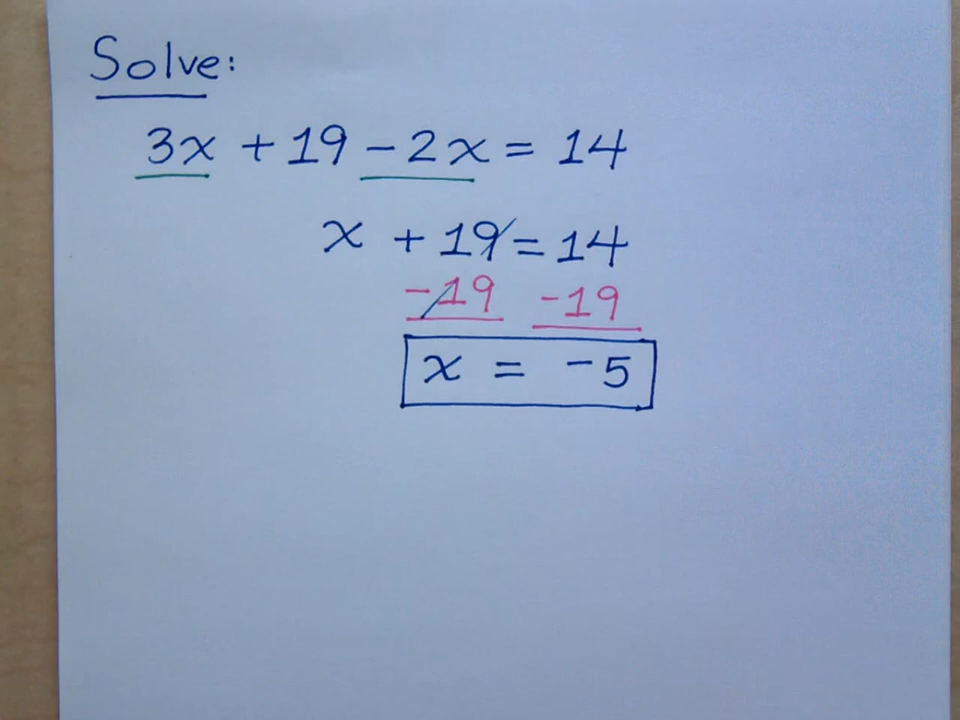 Solve:
3x + 19 - 2x = 14
x + 19 = 14
-19 -19
x = -5